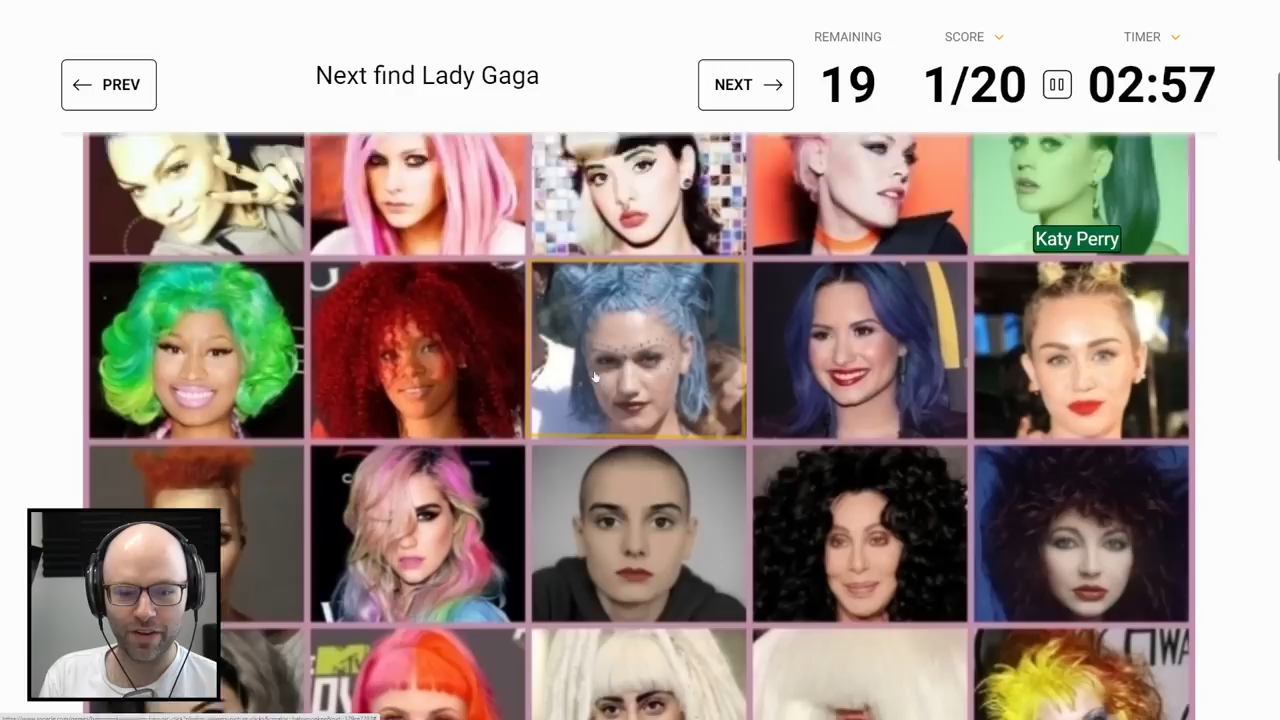 REMAINING
SCORE
TIMER
PREV
Next find Lady Gaga
NEXT
19
1/20
02:57
Katy Perry